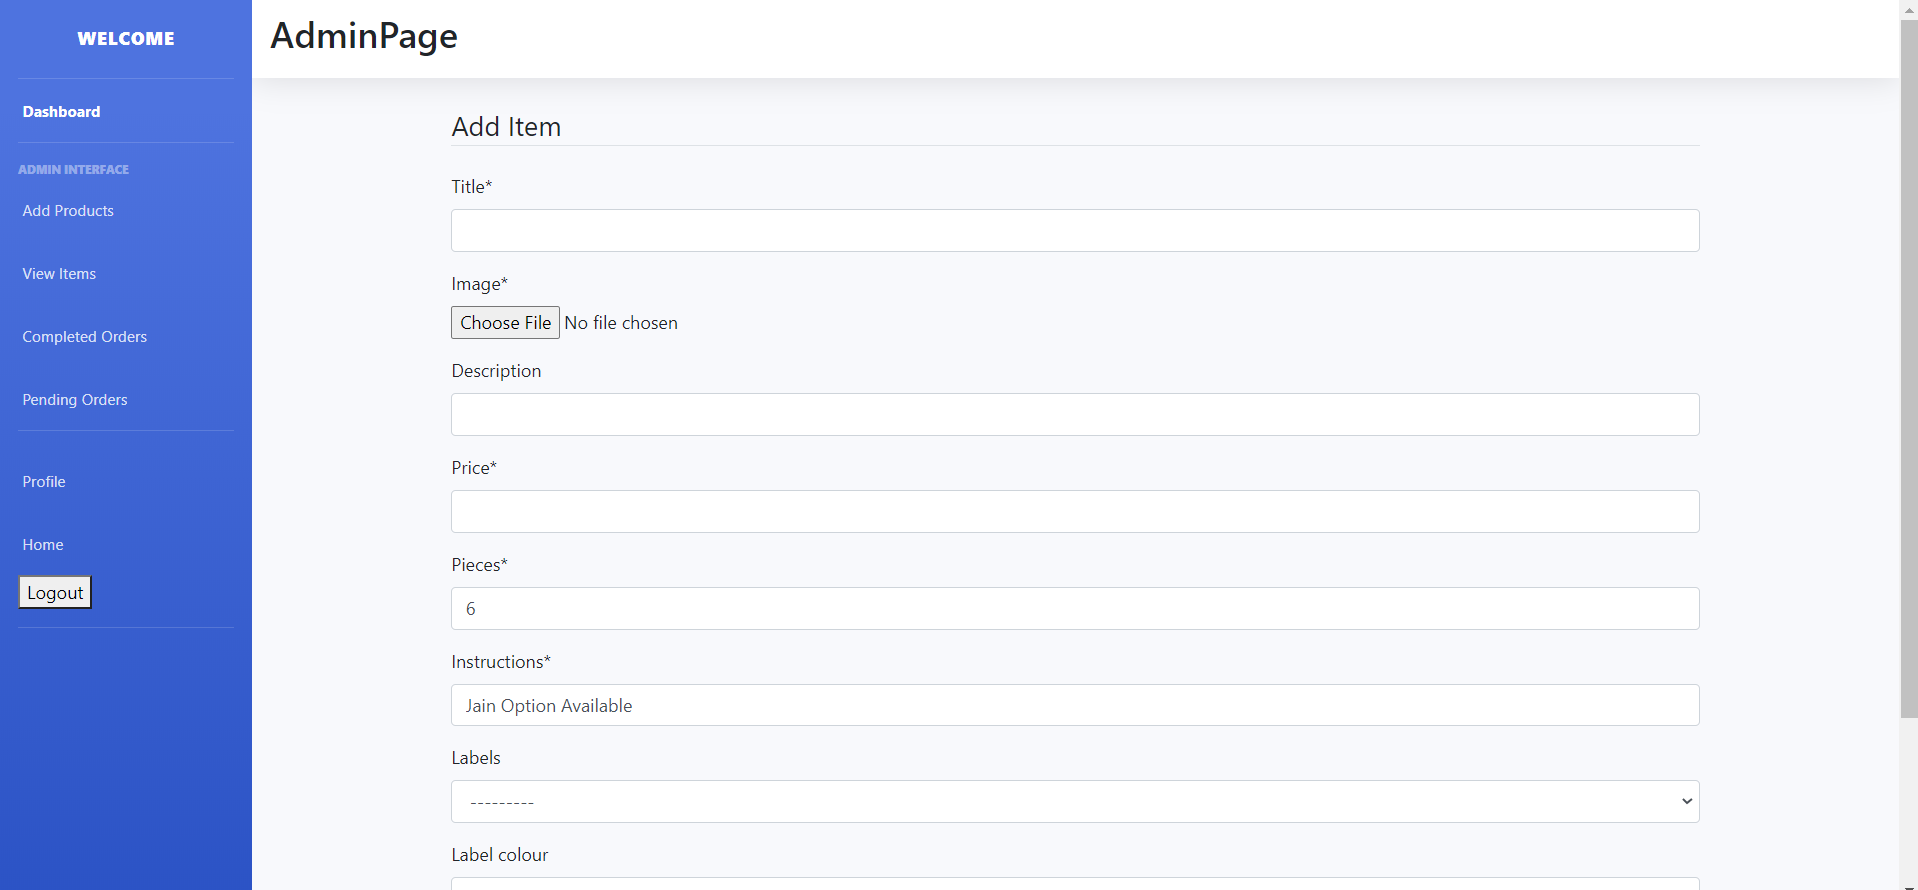 WELCOME
Dashboard
ADMIN INTERFACE
Add Products
View Items
Completed Orders
Pending Orders
Profile
Home
Logout
AdminPage
Add Item
Title*
Image*
Choose File No file chosen
Description
Price*
Pieces*
6
Instructions*
Jain Option Available
Labels
---------
Label colour